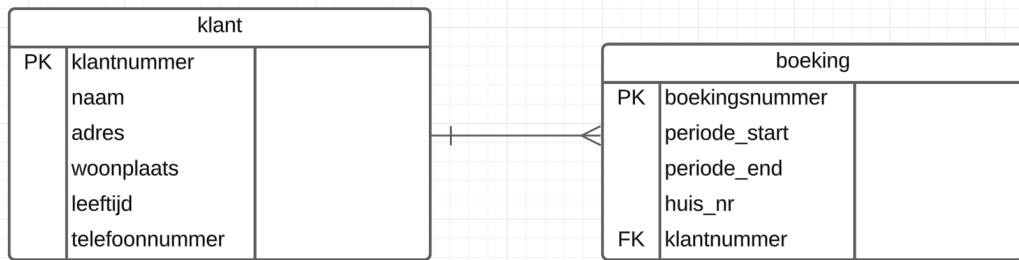 klant
PK klantnummer
naam
adres
woonplaats
leeftijd
telefoonnummer
boeking
PK boekingsnummer
periode_start
periode_end
huis_nr
FK klantnummer